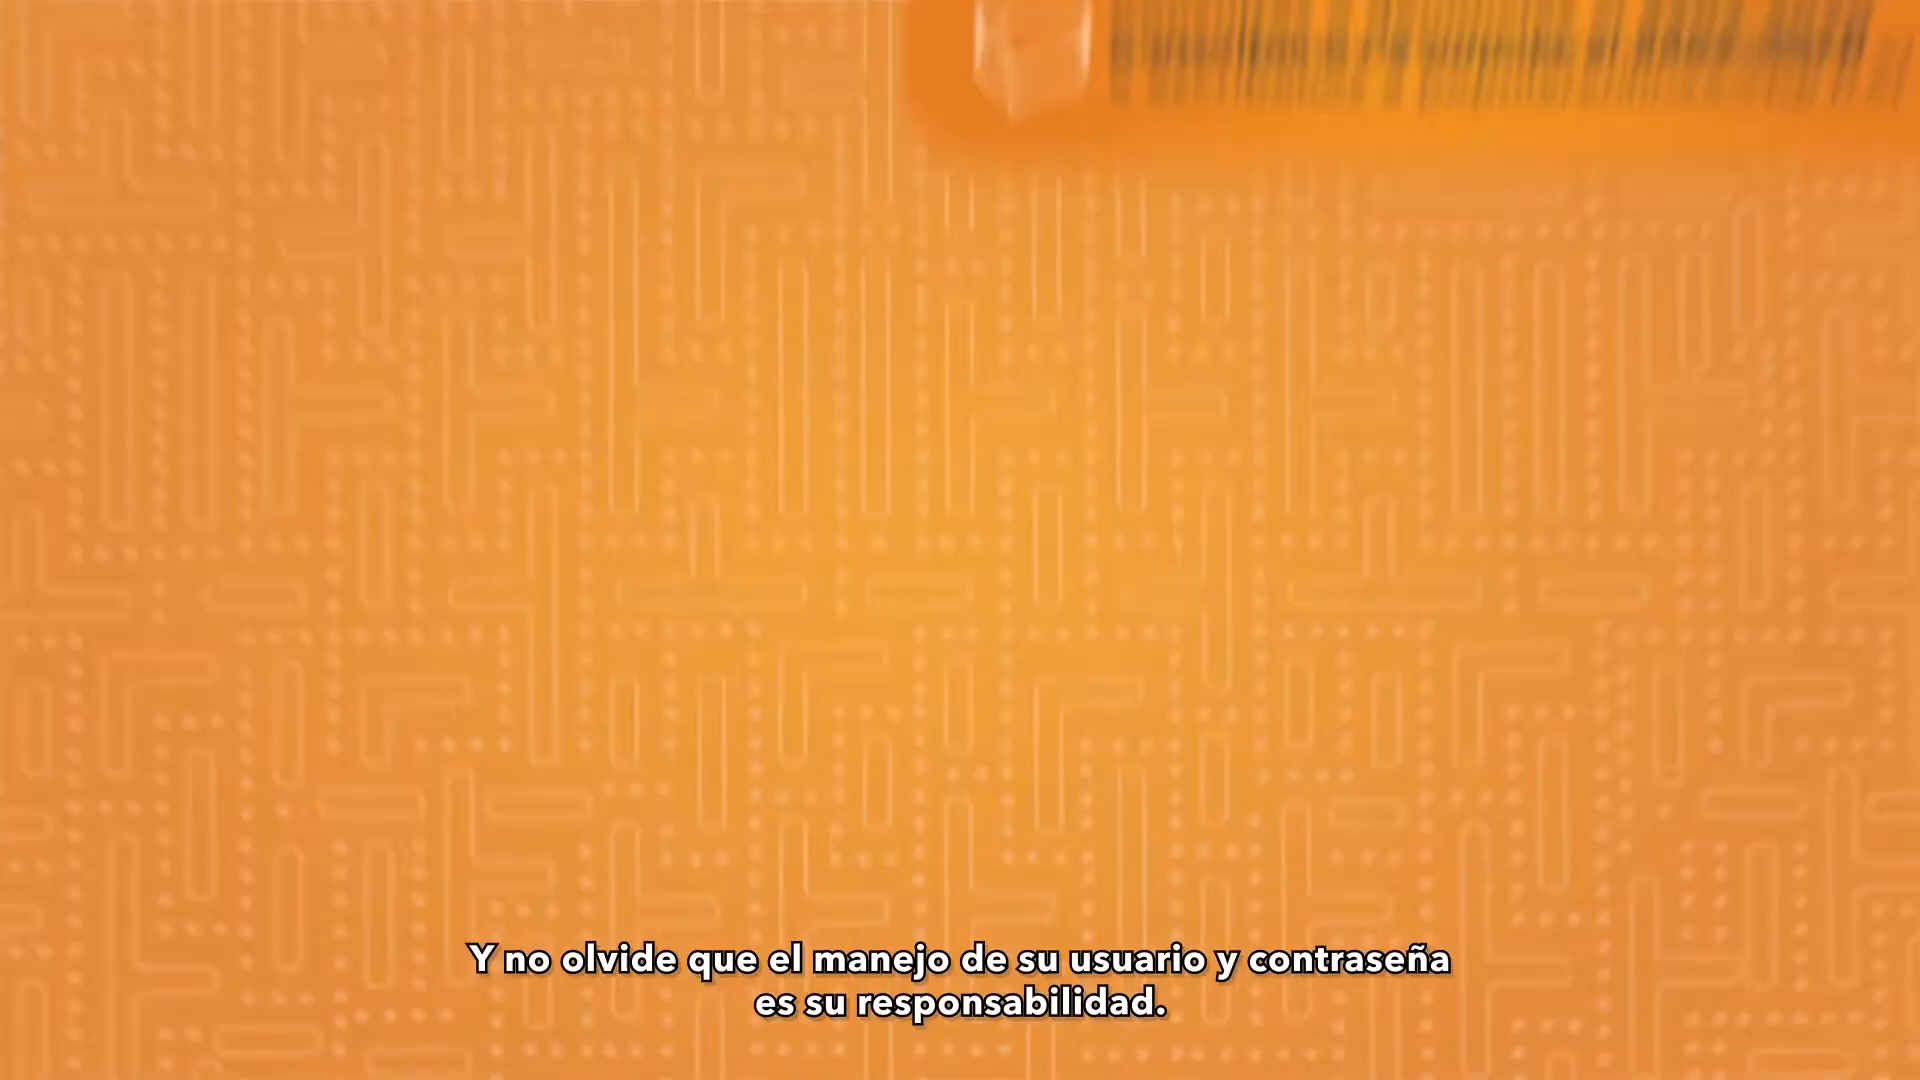 Y no olvide que el manejo de su usuario y contraseña
es su responsabilidad.